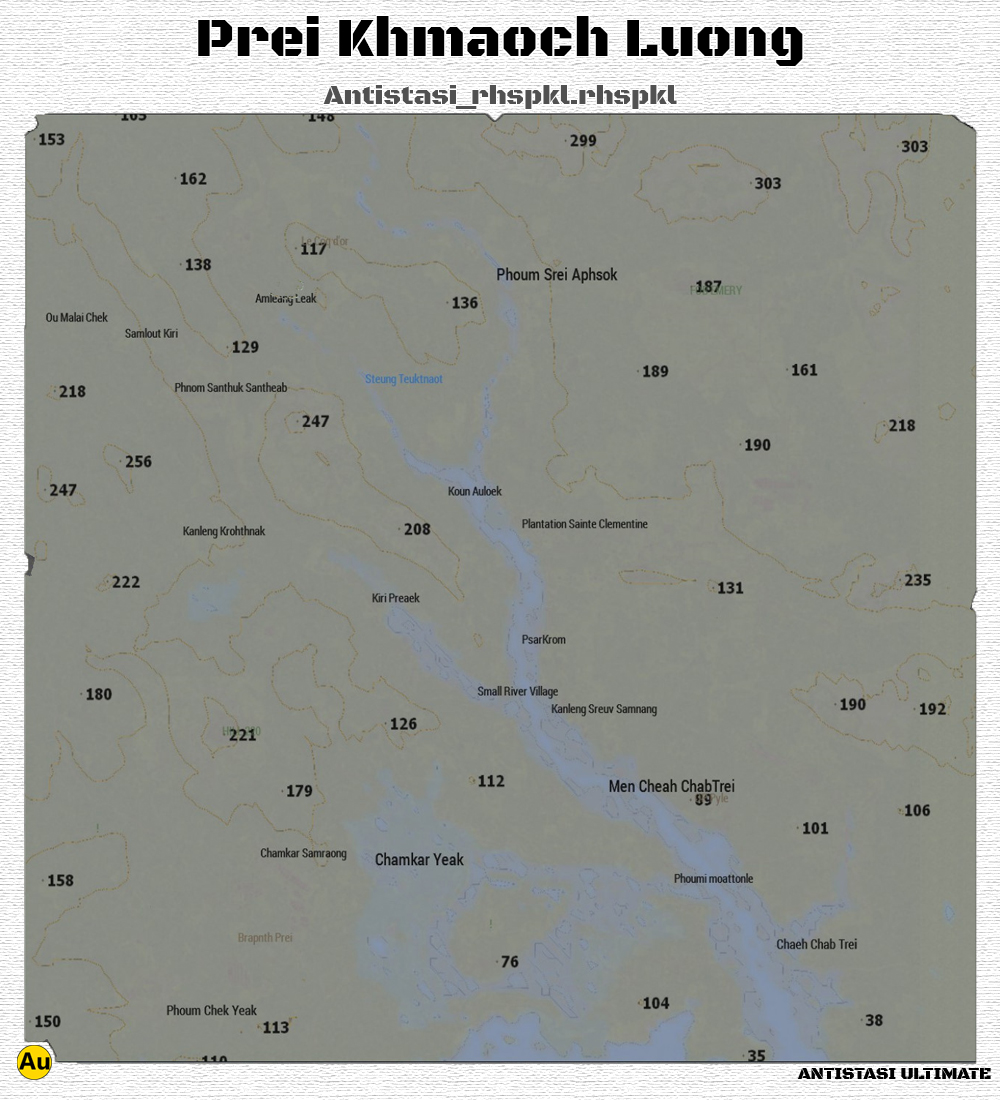 Prei Khmaoch Luong
Antistasi_rhspkl.rhspkl
165
148
153
299
303
162
303
117
138
Phoum Srei Aphsok
187
Amleang Leak
136
Ou Malai Chek
Samlout Kiri
129
189
161
Steung Teuktnaot
Phnom Santhuk Santheab
218
247
218
190
256
247
Koun Auloek
Plantation Sainte Clementine
Kanleng Krohthnak
208
222
235
131
Kiri Preaek
PsarKrom
Small River Village
180
Kanleng Sreuv Samnang
190
192
126
221
112
Men Cheah ChabTrei
179
89
106
101
Chamkar Samraong
Chamkar Yeak
158
Phoumi moattonle
Brapnth Prei
Chaeh Chab Trei
76
104
Phoum Chek Yeak
150
113
38
110
35
Au
ANTISTASI ULTIMATE